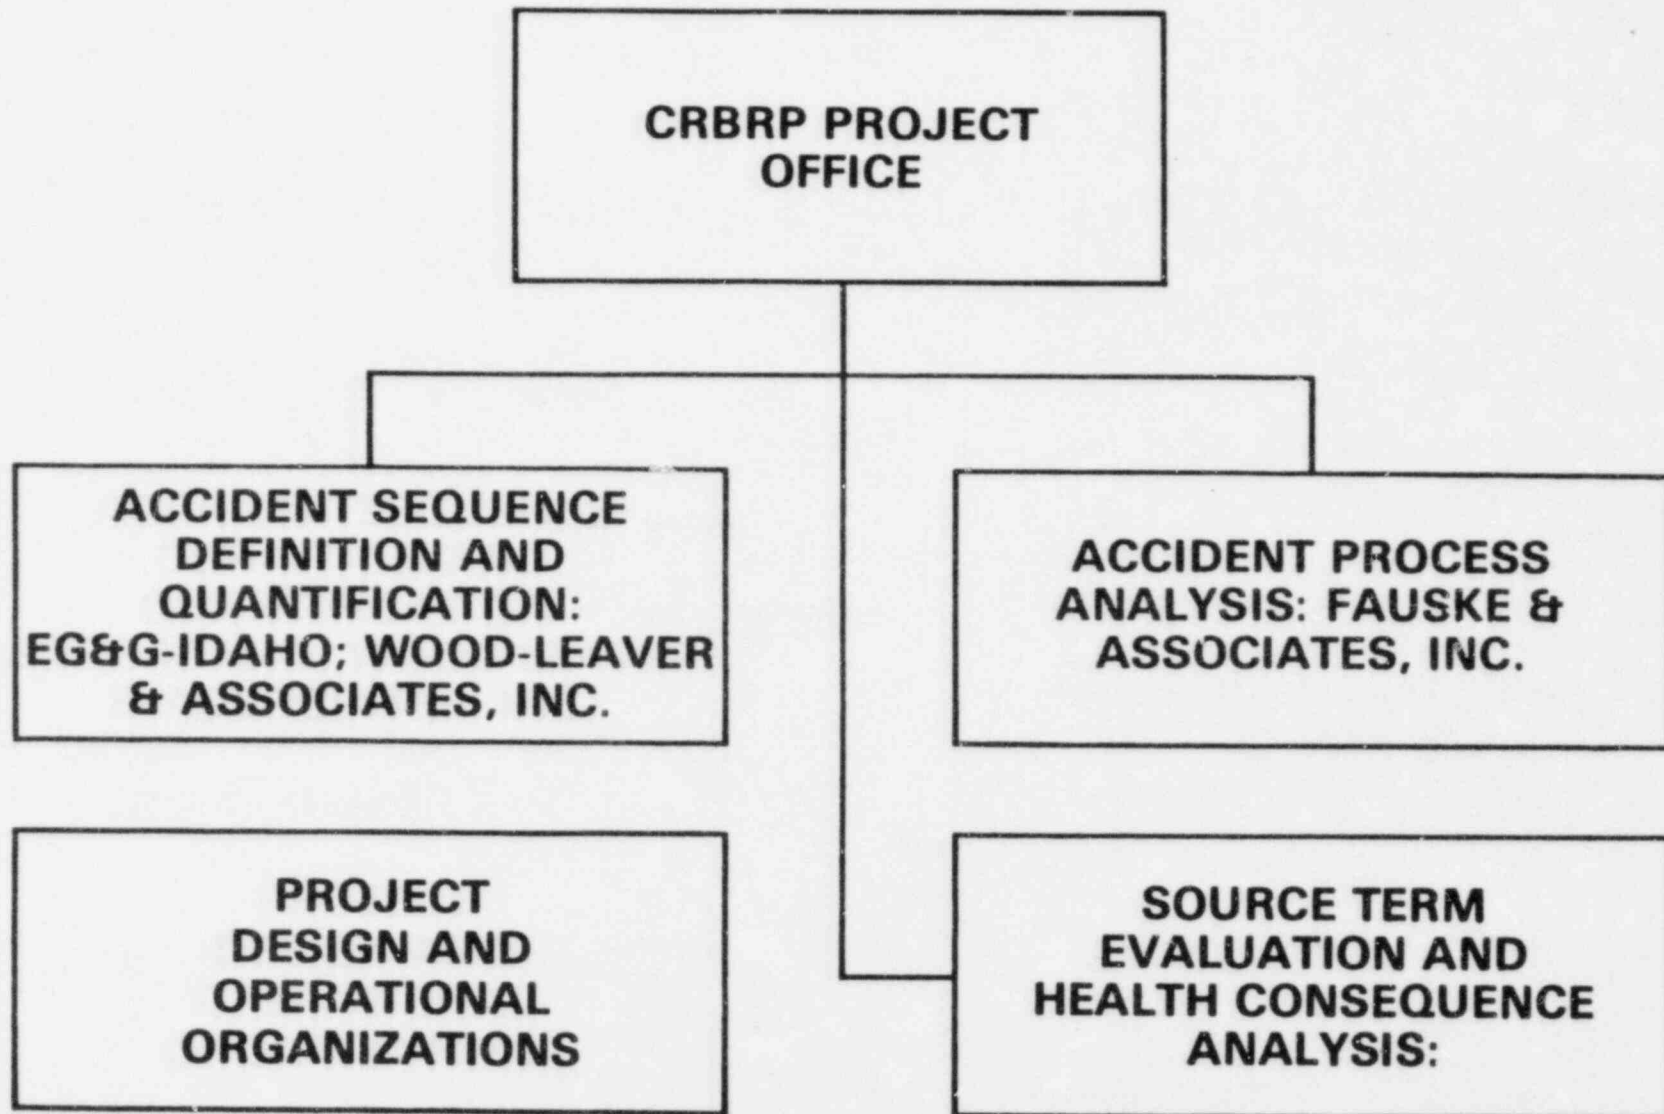 CRBRP PROJECT
OFFICE
ACCIDENT SEQUENCE
DEFINITION AND
QUANTIFICATION:
EG&G-IDAHO; WOOD-LEAVER
& ASSOCIATES, INC.
ACCIDENT PROCESS
ANALYSIS: FAUSKE &
ASSOCIATES, INC.
PROJECT
DESIGN AND
OPERATIONAL
ORGANIZATIONS
SOURCE TERM
EVALUATION AND
HEALTH CONSEQUENCE
ANALYSIS: